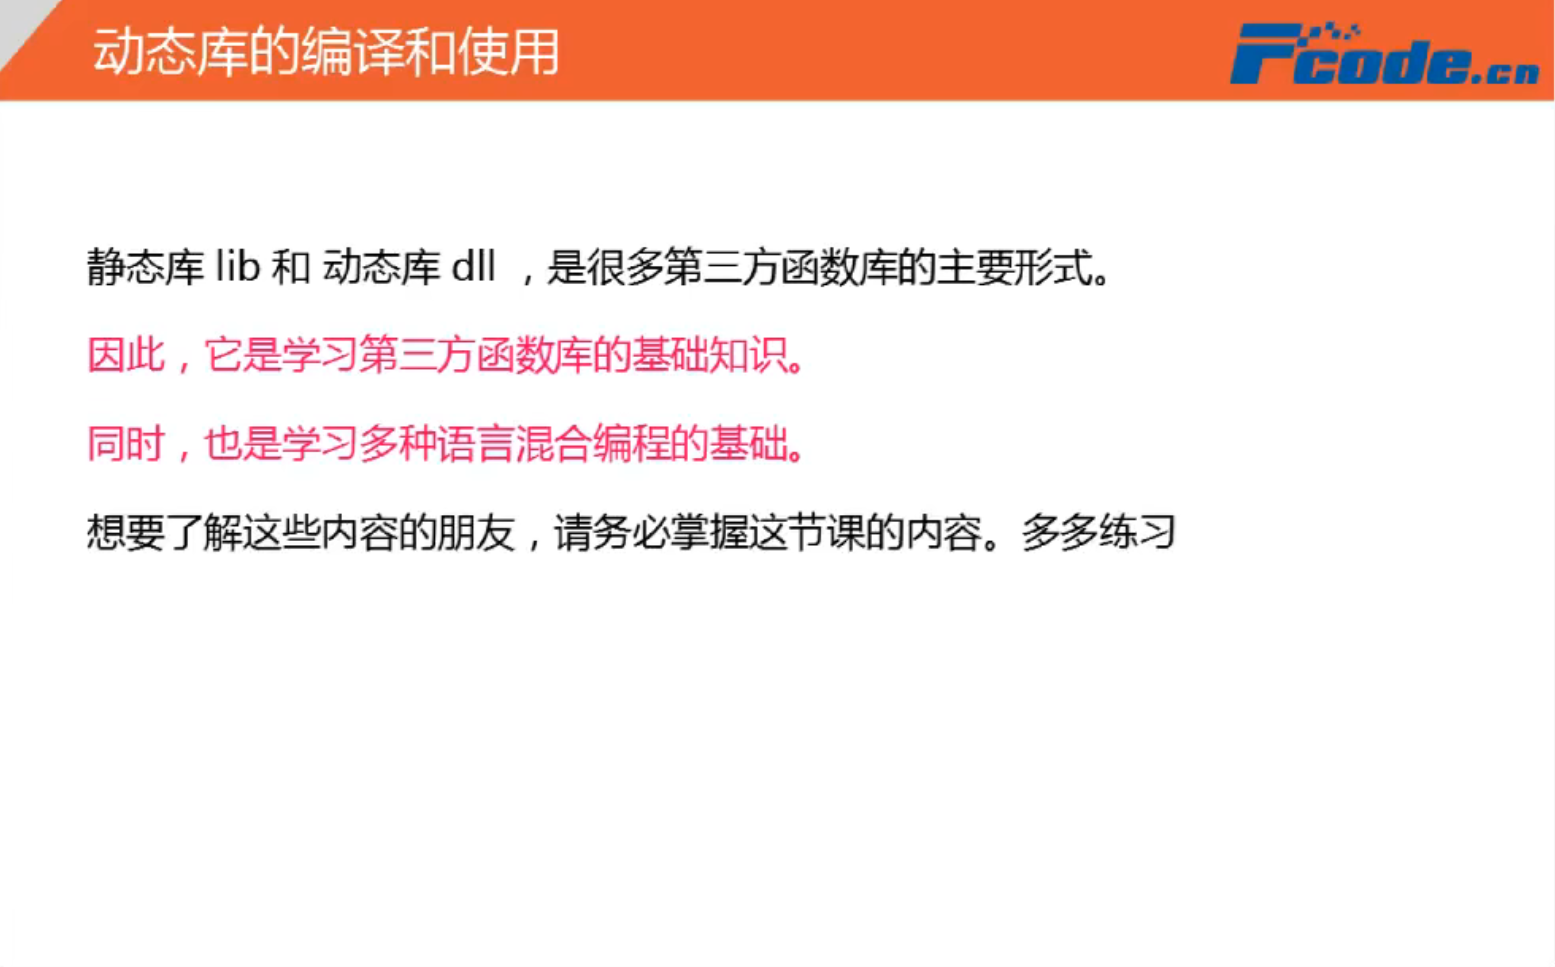 动态库的编译和使用
Fcode.cn
静态库 lib 和 动态库 dll ，是很多第三方函数库的主要形式。
因此，它是学习第三方函数库的基础知识。
同时，也是学习多种语言混合编程的基础。
想要了解这些内容的朋友，请务必掌握这节课的内容。多多练习